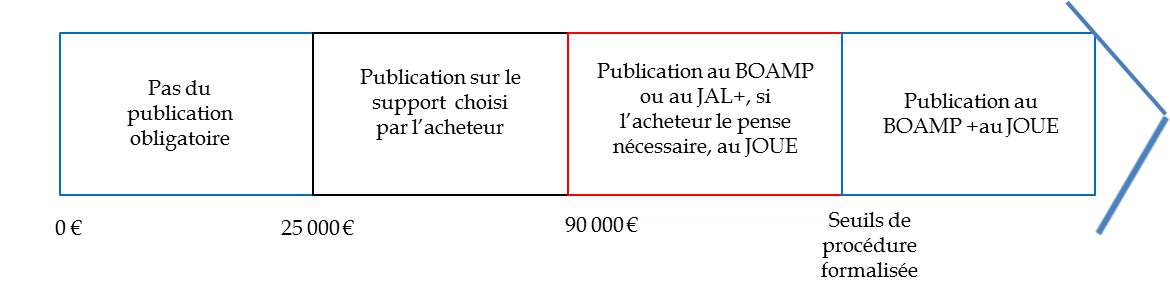 Pas du
publication
obligatoire
Publication sur le
support choisi
par l’acheteur
Publication au BOAMP
ou au JAL+, si
l’acheteur le pense
nécessaire, au JOUE
Publication au
BOAMP +au JOUE
0 €
25 000 €
90 000 €
Seuils de
procédure
formalisée